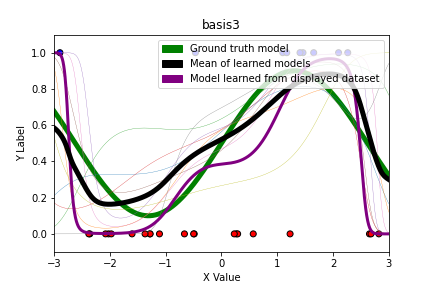 basis3
Ground truth model
Mean of learned models
Model learned from displayed dataset
1.0
0.8
0.6
0.4
0.2
0.0
Y Label
−3
−2
−1
0
1
2
3
X Value